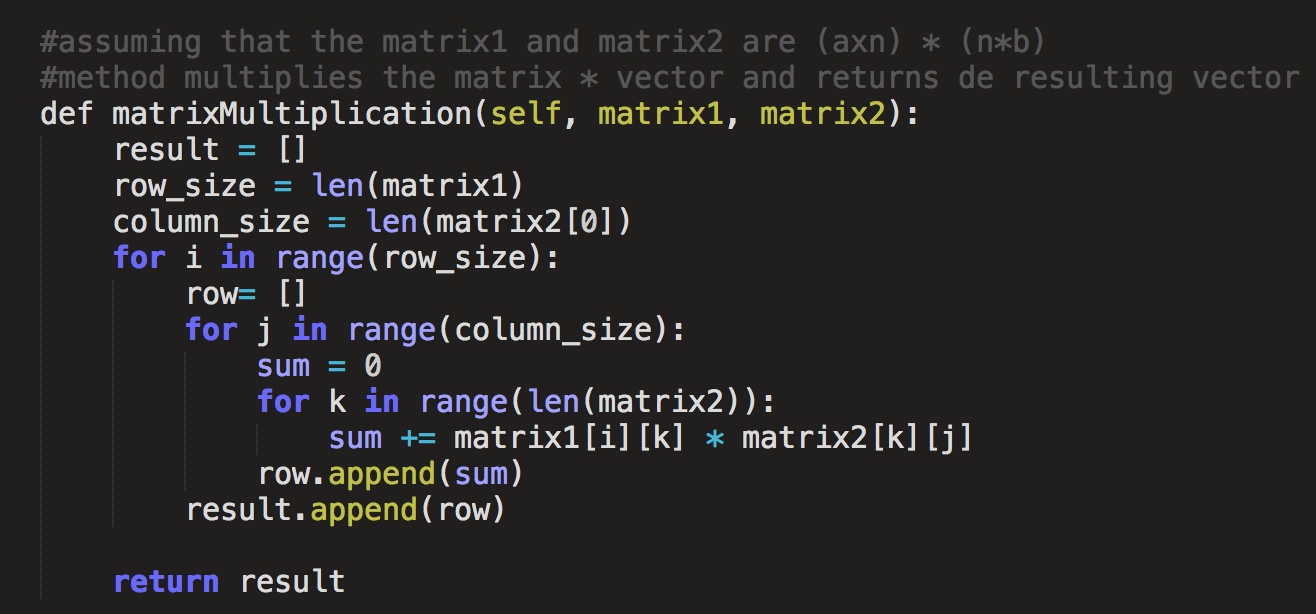 #assuming that the matrix1 and matrix2 are (axn) * (n*b)
#method multiplies the matrix * vector and returns de resulting vector
def matrixMultiplication(self, matrix1, matrix2):
    result = []
    row_size = len(matrix1)
    column_size = len(matrix2[0])
    for i in range(row_size):
        row= []
        for j in range(column_size):
            sum = 0
            for k in range(len(matrix2)):
                sum += matrix1[i][k] * matrix2[k][j]
            row.append(sum)
        result.append(row)

    return result